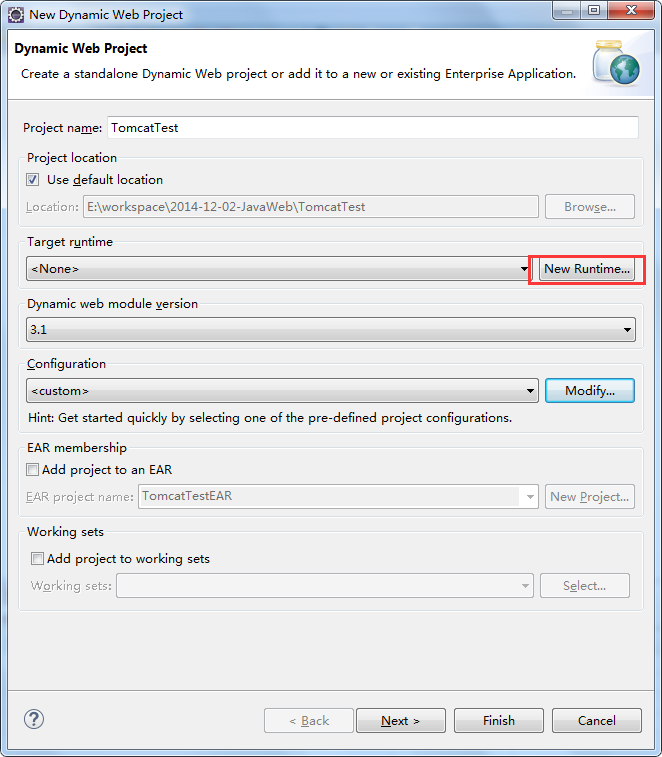 New Dynamic Web Project
Dynamic Web Project
Create a standalone Dynamic Web project or add it to a new or existing Enterprise Application.
Project name: TomcatTest
Project location
Use default location
Location: E:\workspace\2014-12-02-JavaWeb\TomcatTest Browse...
Target runtime
<None> New Runtime...
Dynamic web module version
3.1
Configuration
<custom> Modify...
Hint: Get started quickly by selecting one of the pre-defined project configurations.
EAR membership
Add project to an EAR
EAR project name: TomcatTestEAR New Project...
Working sets
Add project to working sets
Working sets: Select...
? < Back Next > Finish Cancel